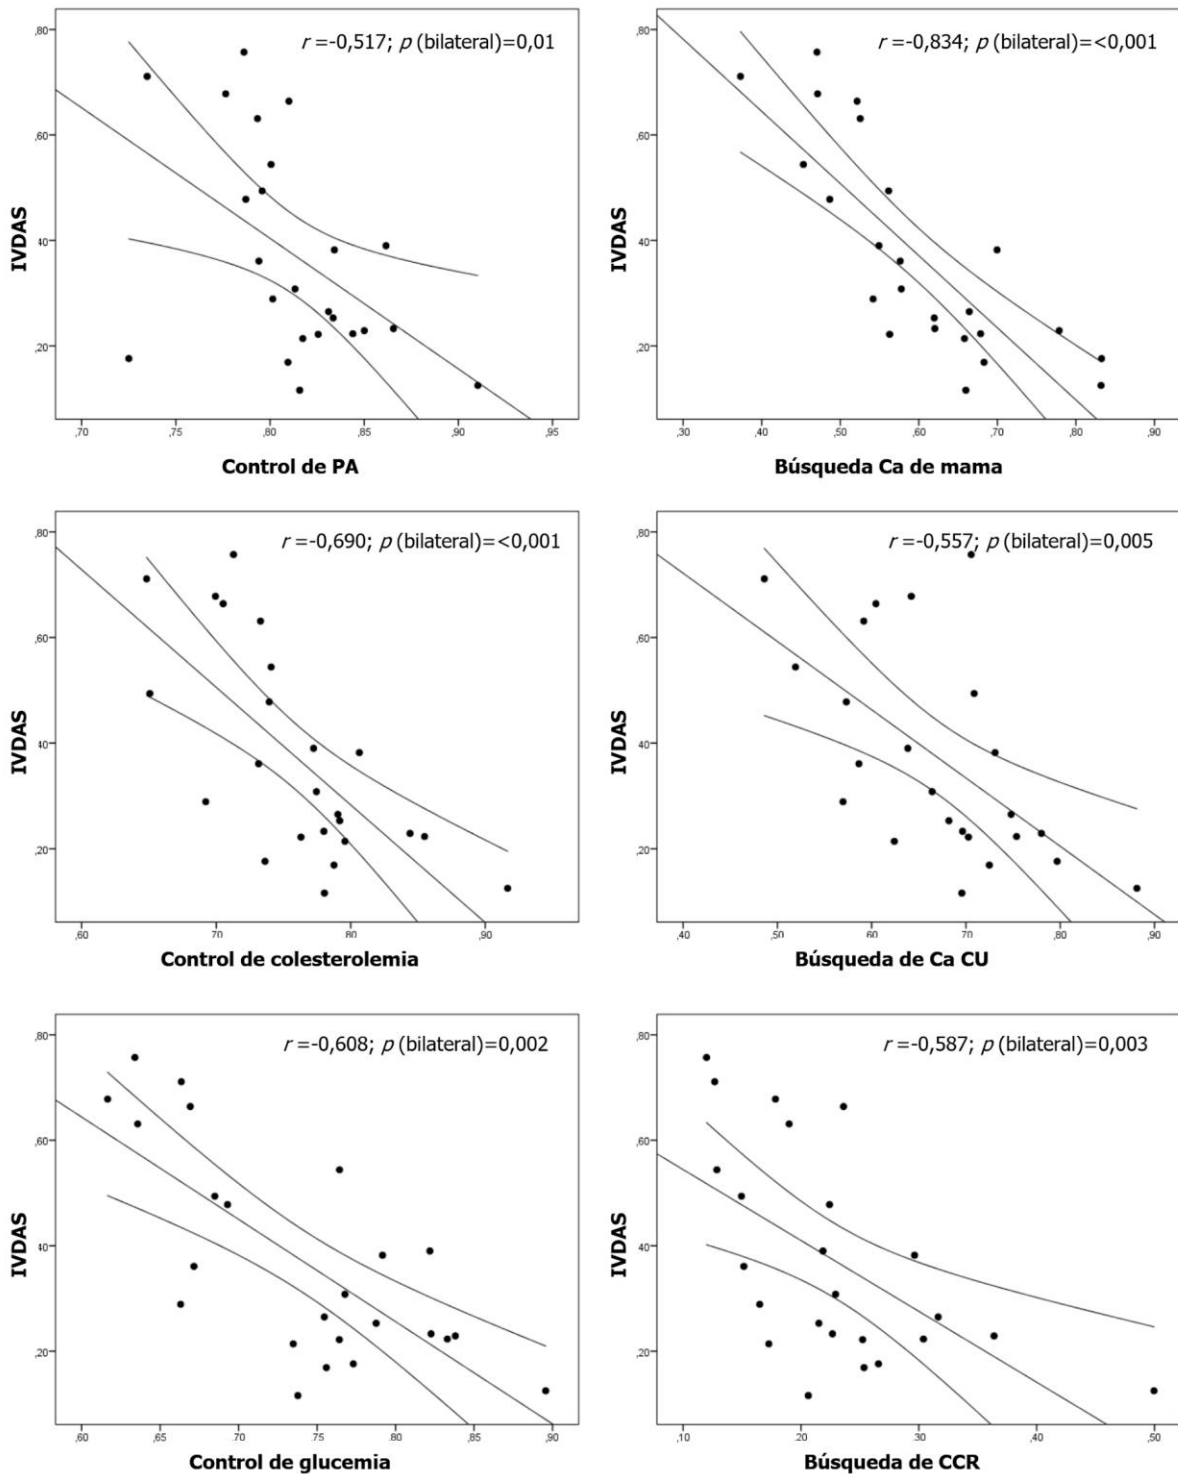 r=-0,517; p (bilateral)=0,01
,80
,60
,40
,20
IVDAS
,70 ,75 ,80 ,85 ,90 ,95
Control de PA
r=-0,834; p (bilateral)=<0,001
,80
,60
,40
,20
IVDAS
,30 ,40 ,50 ,60 ,70 ,80 ,90
Búsqueda Ca de mama
r=-0,690; p (bilateral)=<0,001
,80
,60
,40
,20
IVDAS
,60 ,70 ,80 ,90
Control de colesterolemia
r=-0,557; p (bilateral)=0,005
,80
,60
,40
,20
IVDAS
,40 ,50 ,60 ,70 ,80 ,90
Búsqueda de Ca CU
r=-0,608; p (bilateral)=0,002
,80
,60
,40
,20
IVDAS
,60 ,65 ,70 ,75 ,80 ,85 ,90
Control de glucemia
r=-0,587; p (bilateral)=0,003
,80
,60
,40
,20
IVDAS
,10 ,20 ,30 ,40 ,50
Búsqueda de CCR